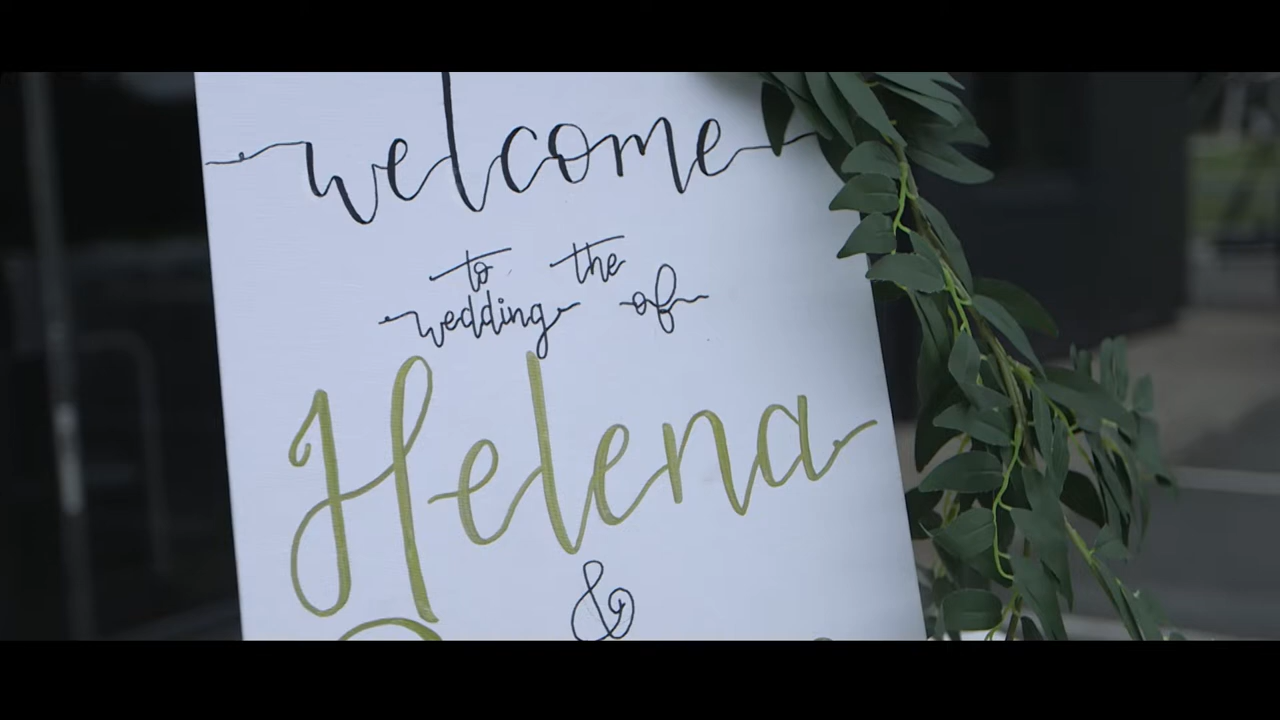 welcome
to the
wedding of
Helena
&